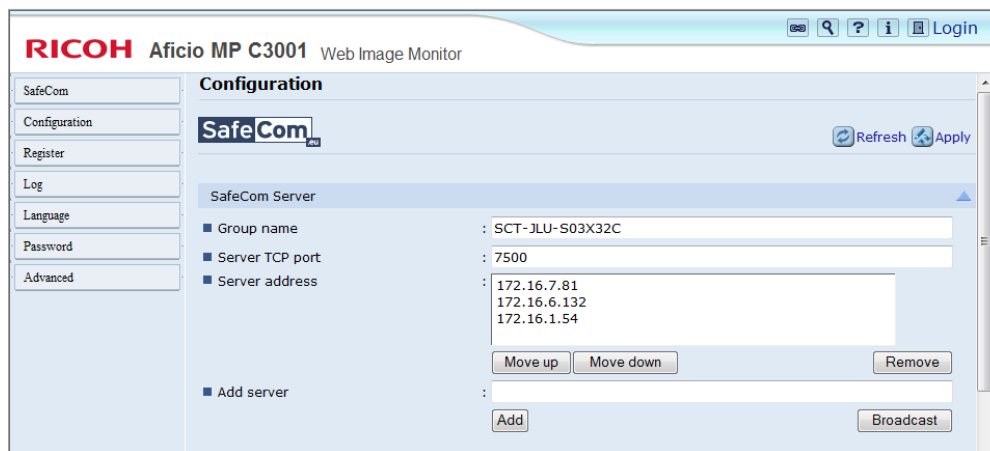 Login
RICOH Aficio MP C3001 Web Image Monitor
SafeCom
Configuration
Register
Log
Language
Password
Advanced
Configuration
SafeCom.eu
Refresh Apply
SafeCom Server
Group name : SCT-JLU-S03X32C
Server TCP port : 7500
Server address : 172.16.7.81
172.16.6.132
172.16.1.54
Move up Move down Remove
Add server :
Add Broadcast